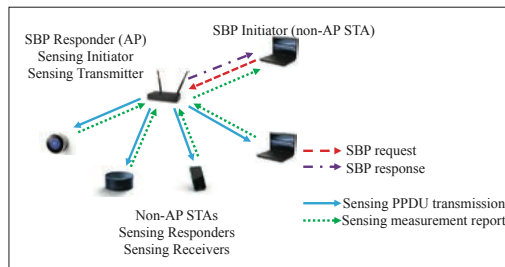 SBP Responder (AP)
Sensing Initiator
Sensing Transmitter
SBP Initiator (non-AP STA)
SBP request
SBP response
Sensing PPDU transmission
Sensing measurement report
Non-AP STAs
Sensing Responders
Sensing Receivers